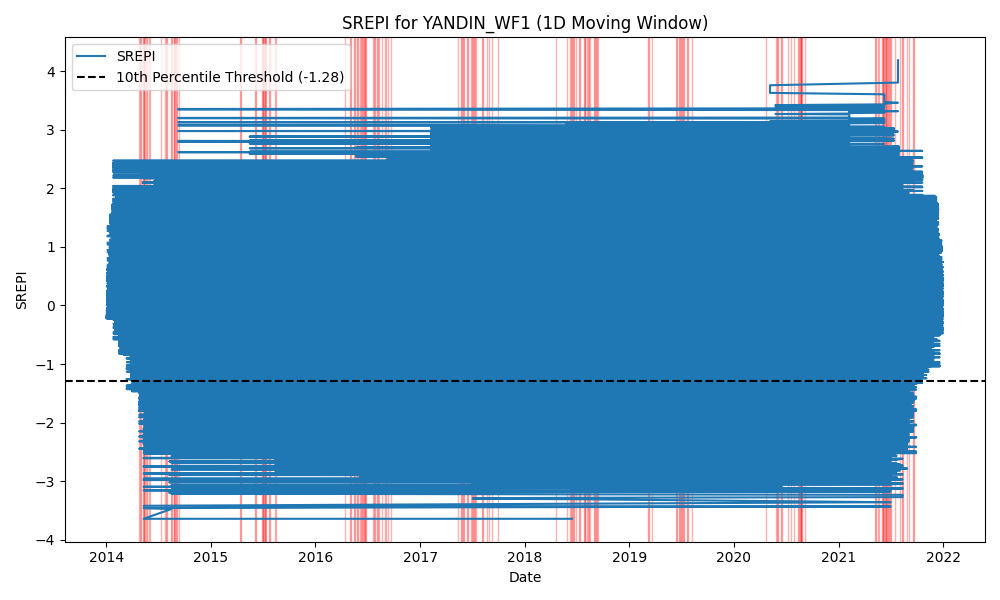 SREPI for YANDIN_WF1 (1D Moving Window)
SREPI
10th Percentile Threshold (-1.28)
4
3
2
1
0
−1
−2
−3
−4
SREPI
2014 2015 2016 2017 2018 2019 2020 2021 2022
Date